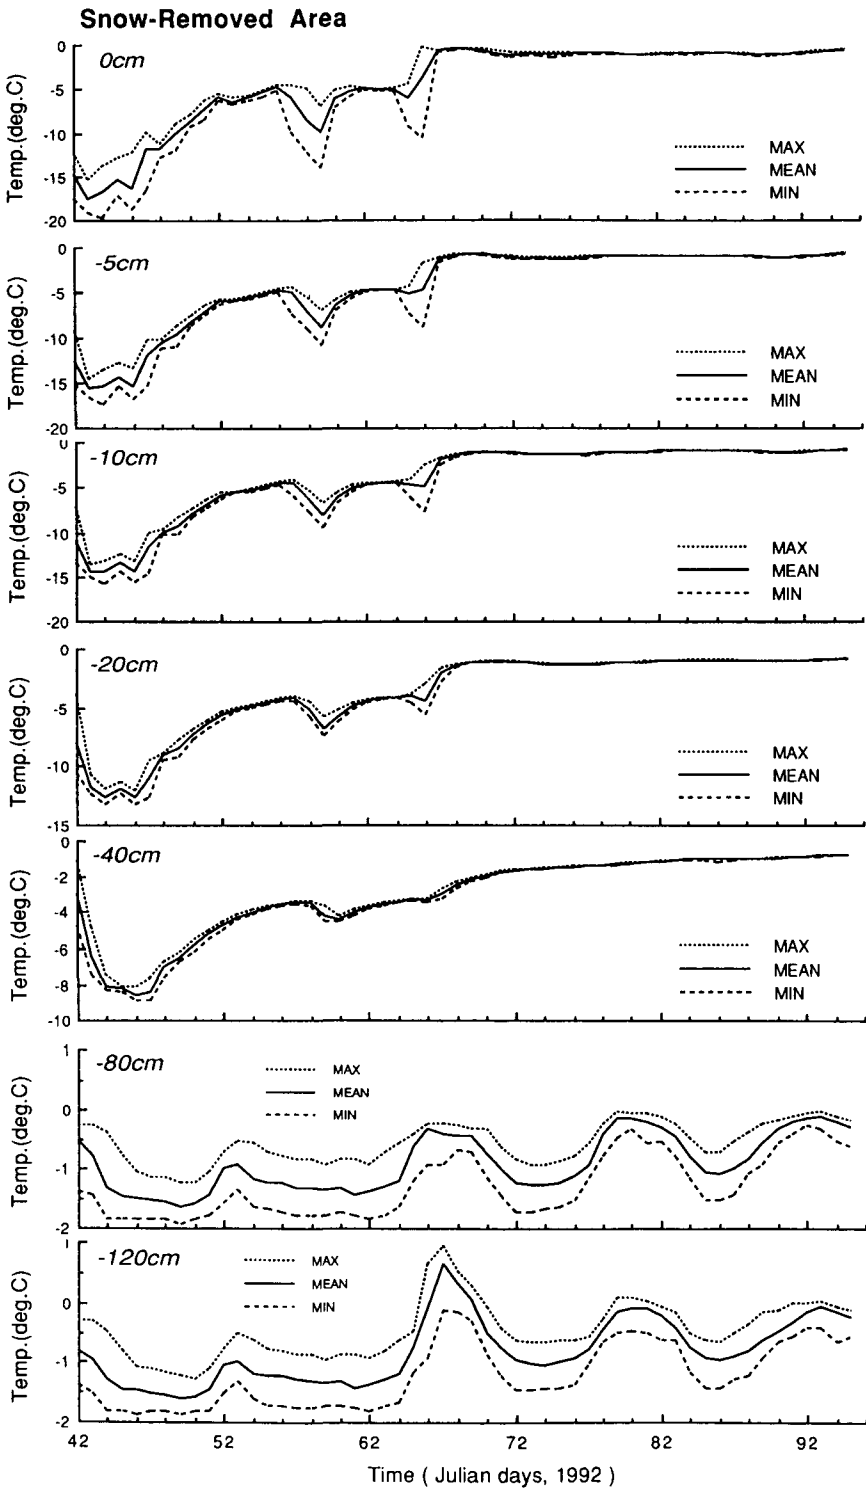 Snow-Removed Area
0cm
Temp.(deg.C)
0
-5
-10
-15
-20
MAX
MEAN
MIN
-5cm
Temp.(deg.C)
0
-5
-10
-15
-20
MAX
MEAN
MIN
-10cm
Temp.(deg.C)
0
-5
-10
-15
-20
MAX
MEAN
MIN
-20cm
Temp.(deg.C)
0
-5
-10
-15
MAX
MEAN
MIN
-40cm
Temp.(deg.C)
0
-2
-4
-6
-8
-10
MAX
MEAN
MIN
-80cm
Temp.(deg.C)
1
0
-1
-2
MAX
MEAN
MIN
-120cm
Temp.(deg.C)
1
0
-1
-2
MAX
MEAN
MIN
42 52 62 72 82 92
Time ( Julian days, 1992 )